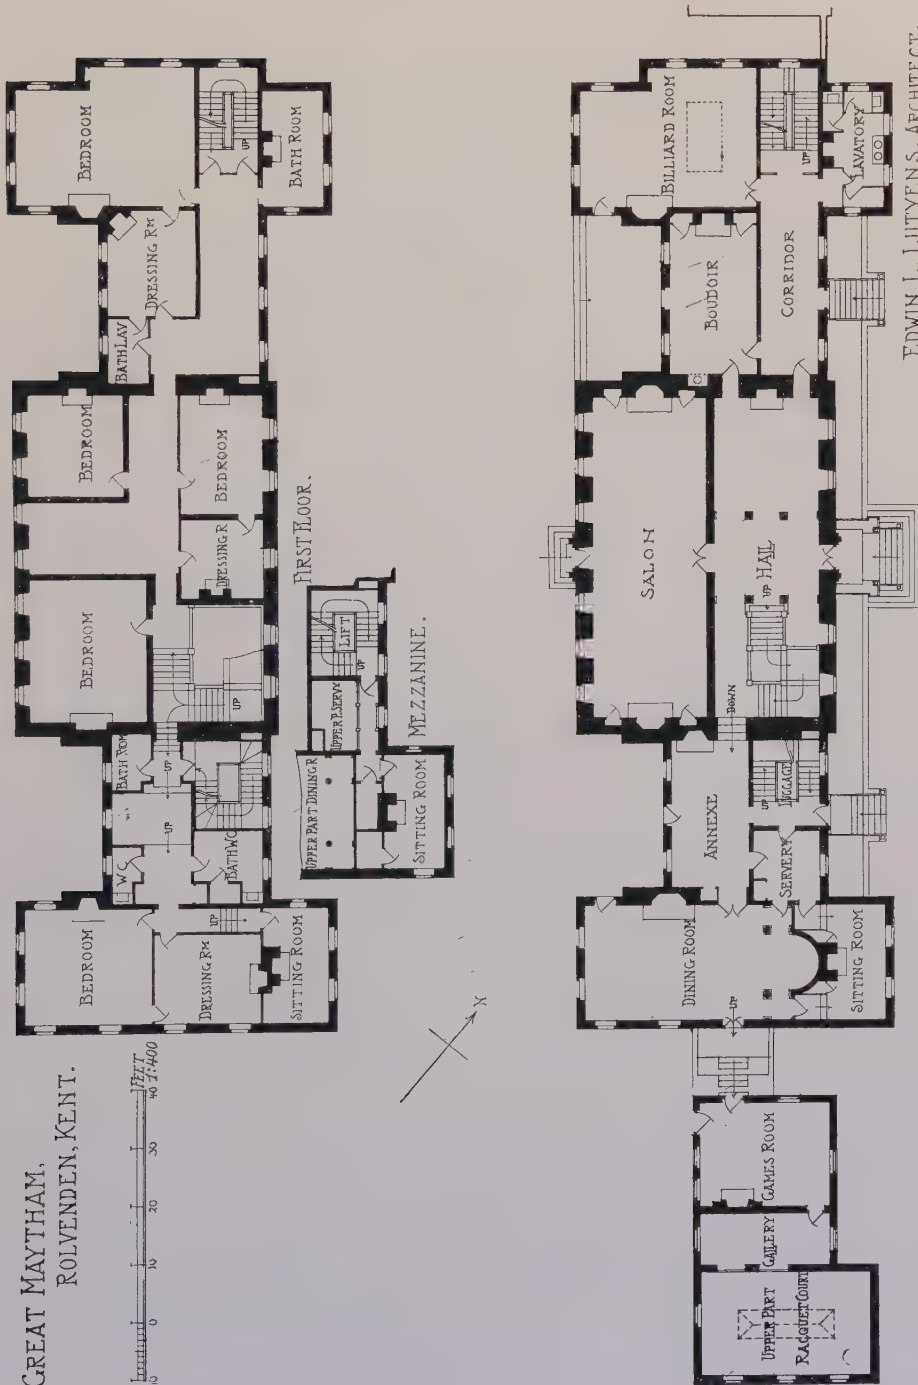 GREAT MAYTHAM,
ROLVENDEN, KENT.
FEET
1:400
10
0
10
20
30
40
BEDROOM
DRESSING RM
SITTING ROOM
UP
W.C.
BATH ROM
UP
UP
BATH WC
BEDROOM
UP
BEDROOM
DRESSING R
BEDROOM
BATH LAV
DRESSING RM
BEDROOM
UP
BATH ROOM
FIRST FLOOR.
UPPER PART DINING R
UPPER P. SERVY
LIFT
UP
SITTING ROOM
MEZZANINE.
N
UPPER PART
RACQUET COURT
GALLERY
GAMES ROOM
UP
DINING ROOM
SITTING ROOM
SERVERY
ANNEXE
UP
LUGGAGE
DOWN
SALON
UP
HALL
BOUDOIR
CORRIDOR
BILLIARD ROOM
UP
LAVATORY
EDWIN L. LUTYENS, ARCHITECT.